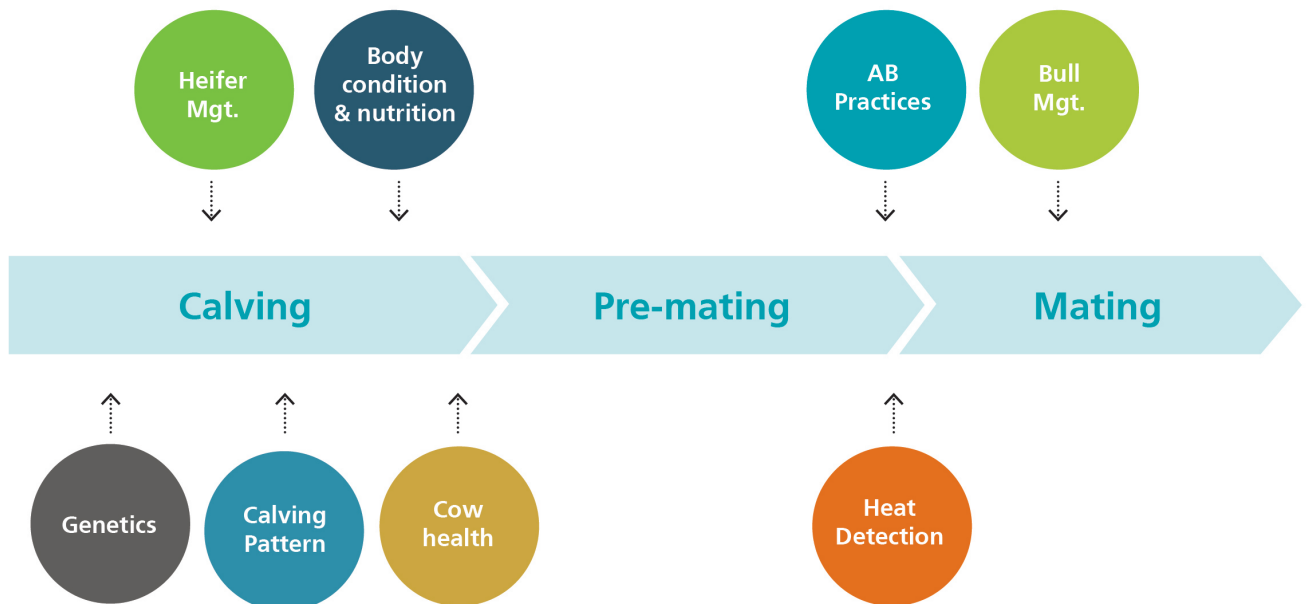 Heifer
Mgt.
Body
condition
& nutrition
AB
Practices
Bull
Mgt.
Calving
Pre-mating
Mating
Genetics
Calving
Pattern
Cow
health
Heat
Detection